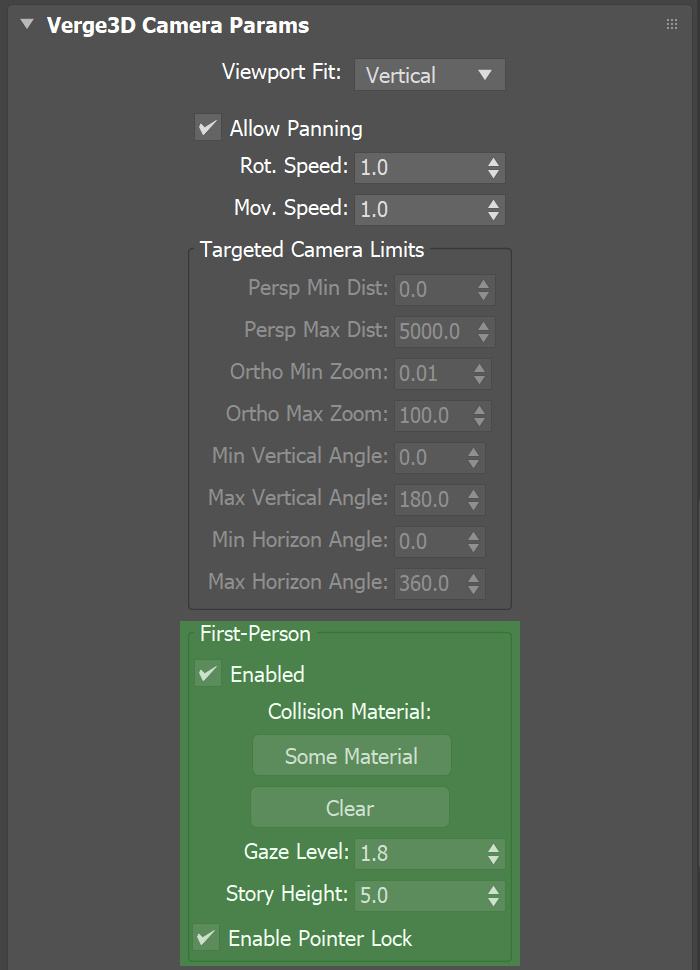 Verge3D Camera Params
Viewport Fit: Vertical
Allow Panning
Rot. Speed: 1.0
Mov. Speed: 1.0
Targeted Camera Limits
Persp Min Dist: 0.0
Persp Max Dist: 5000.0
Ortho Min Zoom: 0.01
Ortho Max Zoom: 100.0
Min Vertical Angle: 0.0
Max Vertical Angle: 180.0
Min Horizon Angle: 0.0
Max Horizon Angle: 360.0
First-Person
Enabled
Collision Material:
Some Material
Clear
Gaze Level: 1.8
Story Height: 5.0
Enable Pointer Lock